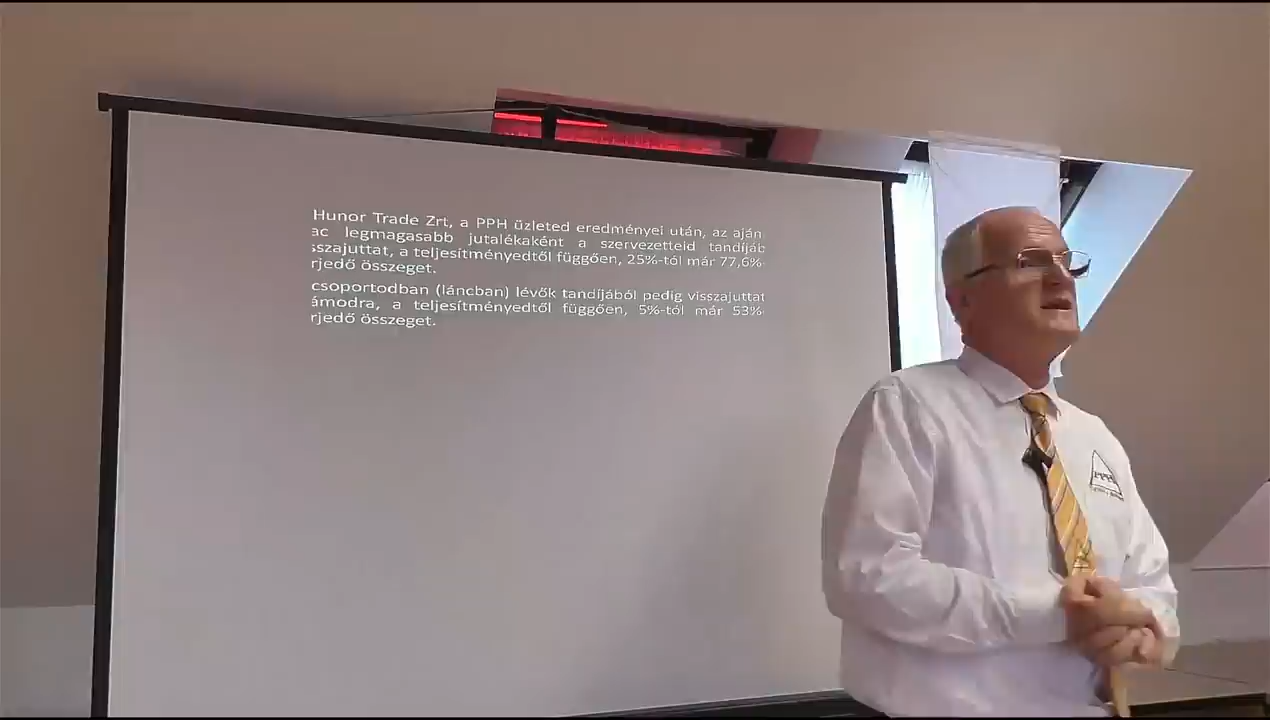 Hunor Trade Zrt, a PPH üzleted eredményei után, az aján
ac legmagasabb jutalékaként a szervezetteid tandíjáb
sszajuttat, a teljesítményedtől függően, 25%-tól már 77,6%-
rjedő összeget.
csoportodban (láncban) lévők tandíjából pedig visszajuttat
ámodra, a teljesítményedtől függően, 5%-tól már 53%-
rjedő összeget.
PPH